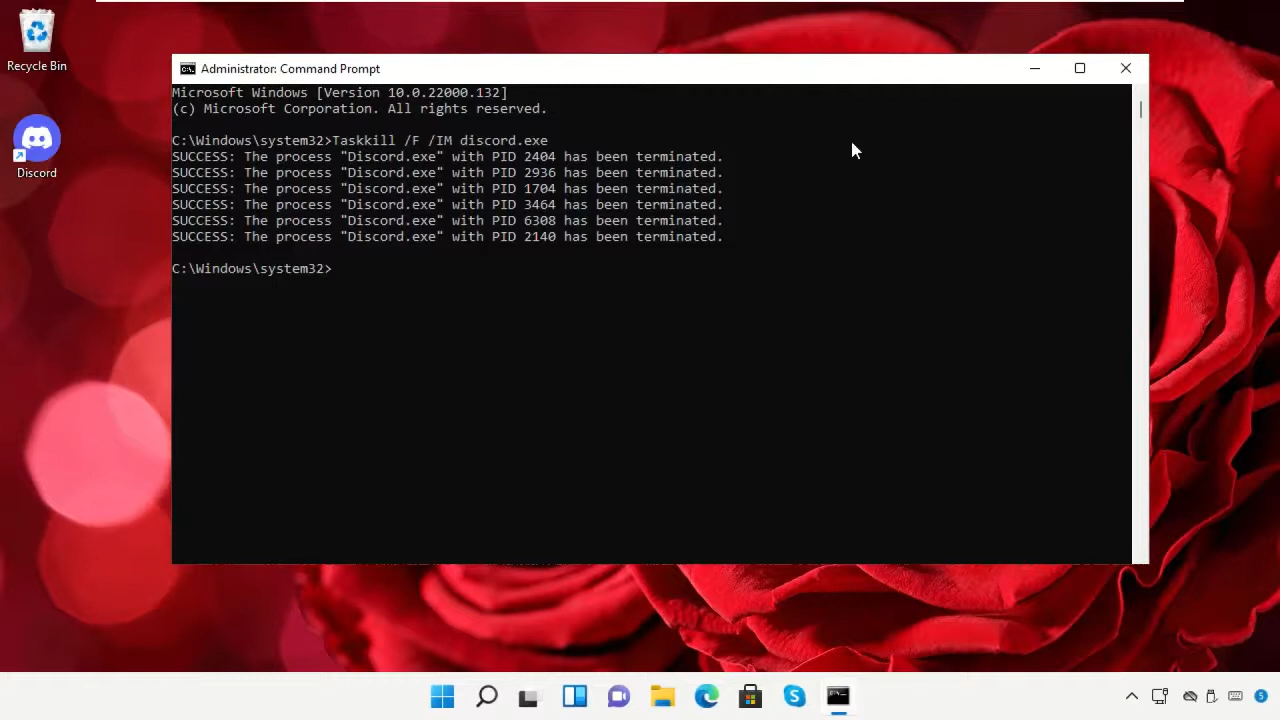 Recycle Bin
Discord
Administrator: Command Prompt
Microsoft Windows [Version 10.0.22000.132]
(c) Microsoft Corporation. All rights reserved.
C:\Windows\system32>Taskkill /F /IM discord.exe
SUCCESS: The process "Discord.exe" with PID 2404 has been terminated.
SUCCESS: The process "Discord.exe" with PID 2936 has been terminated.
SUCCESS: The process "Discord.exe" with PID 1704 has been terminated.
SUCCESS: The process "Discord.exe" with PID 3464 has been terminated.
SUCCESS: The process "Discord.exe" with PID 6308 has been terminated.
SUCCESS: The process "Discord.exe" with PID 2140 has been terminated.
C:\Windows\system32>
5